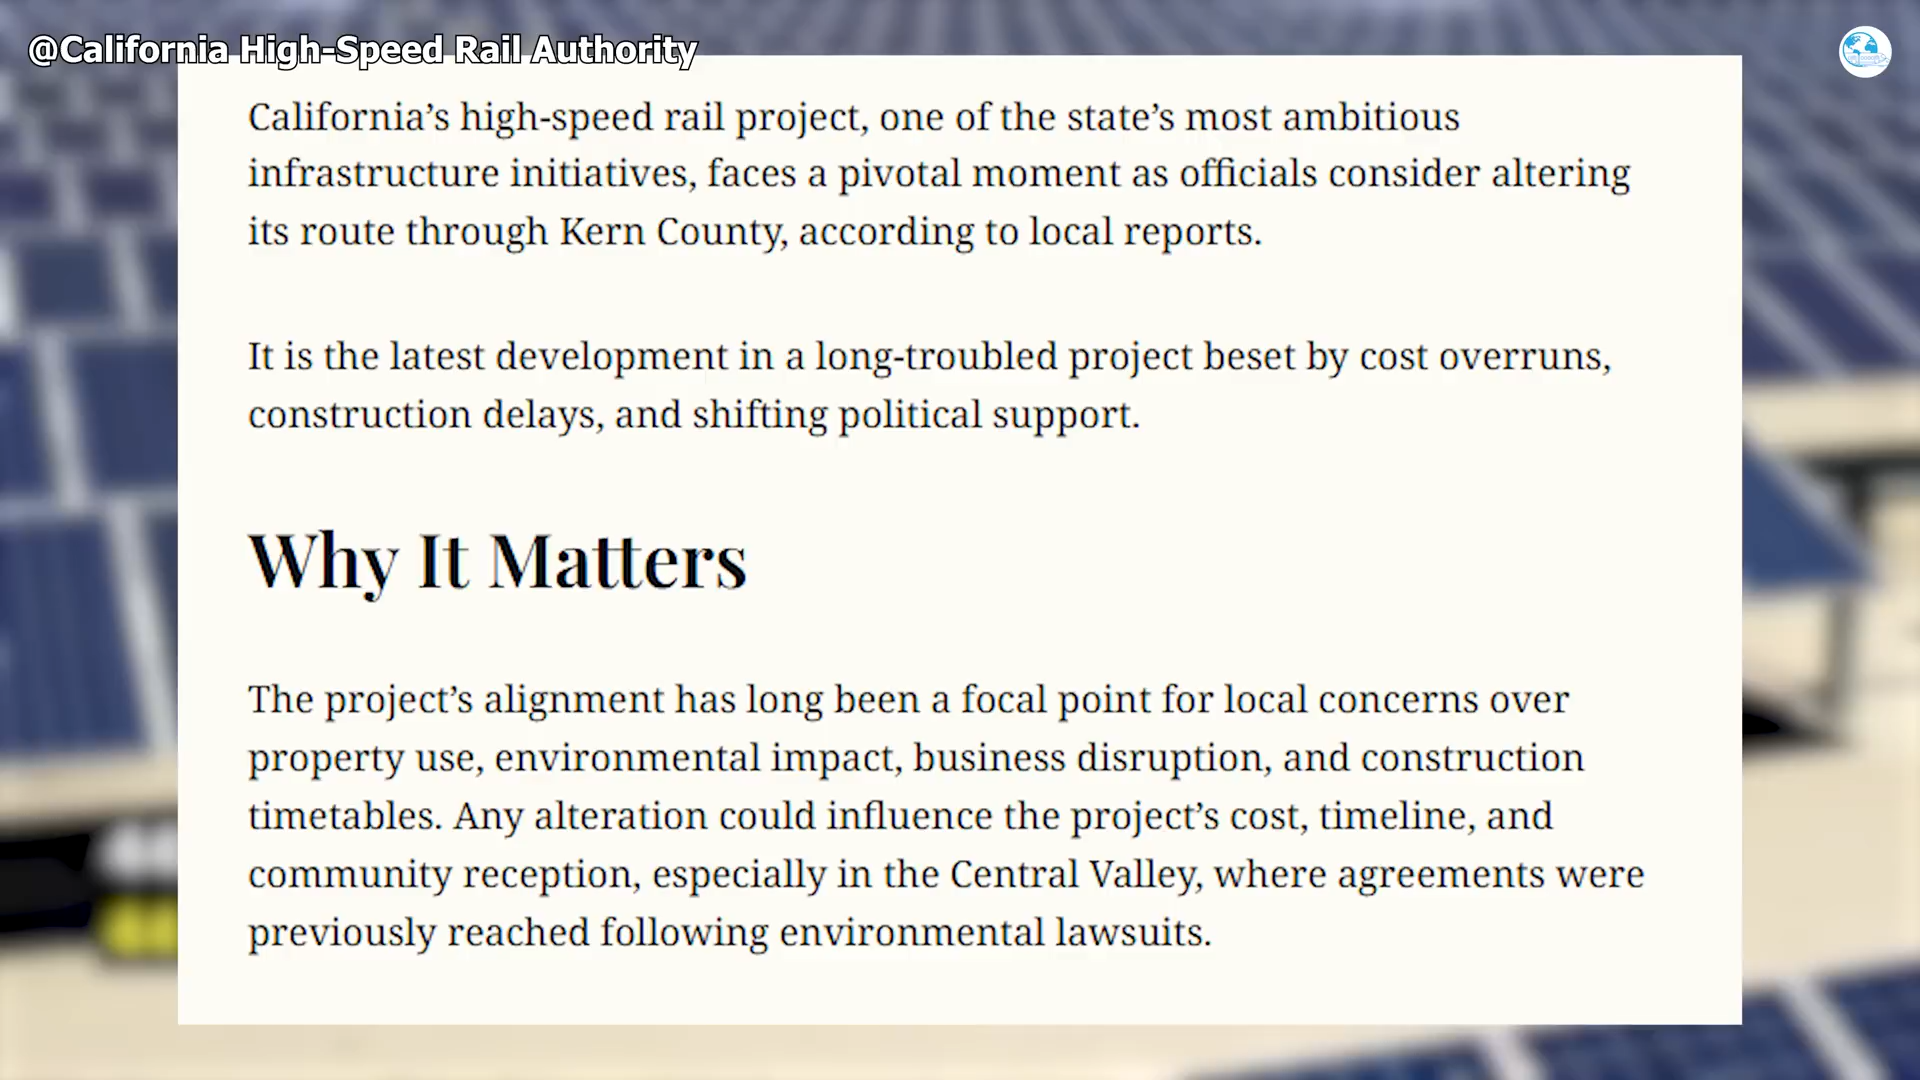 @California High-Speed Rail Authority
California’s high-speed rail project, one of the state’s most ambitious
infrastructure initiatives, faces a pivotal moment as officials consider altering
its route through Kern County, according to local reports.
It is the latest development in a long-troubled project beset by cost overruns,
construction delays, and shifting political support.
Why It Matters
The project’s alignment has long been a focal point for local concerns over
property use, environmental impact, business disruption, and construction
timetables. Any alteration could influence the project’s cost, timeline, and
community reception, especially in the Central Valley, where agreements were
previously reached following environmental lawsuits.